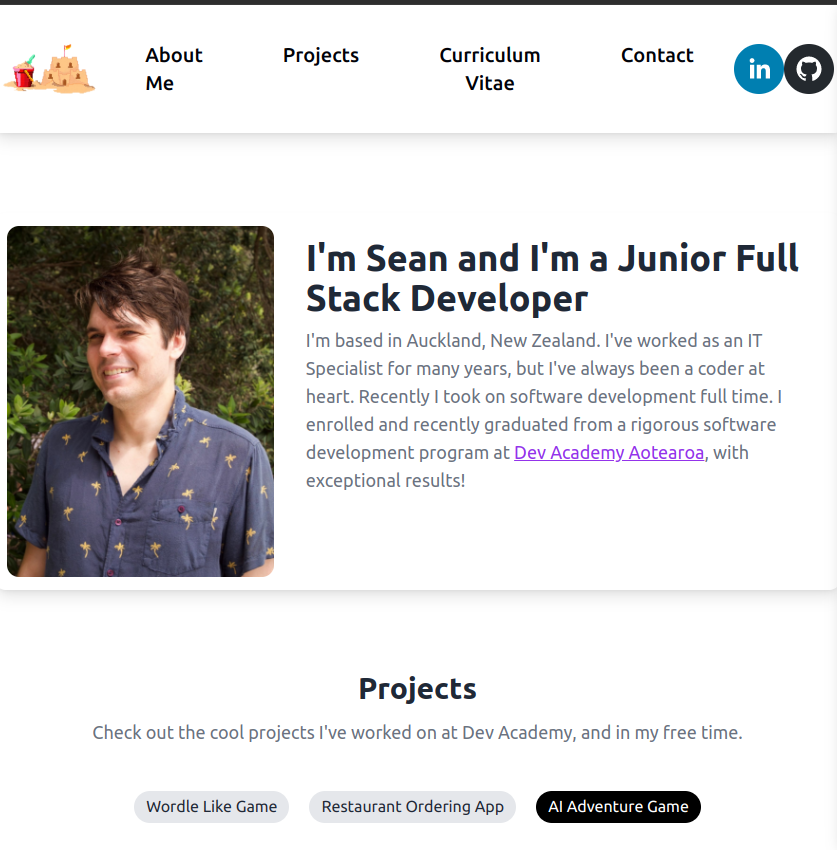 About Me
Projects
Curriculum Vitae
Contact
in
I'm Sean and I'm a Junior Full
Stack Developer
I'm based in Auckland, New Zealand. I've worked as an IT
Specialist for many years, but I've always been a coder at
heart. Recently I took on software development full time. I
enrolled and recently graduated from a rigorous software
development program at Dev Academy Aotearoa, with
exceptional results!
Projects
Check out the cool projects I've worked on at Dev Academy, and in my free time.
Wordle Like Game
Restaurant Ordering App
AI Adventure Game